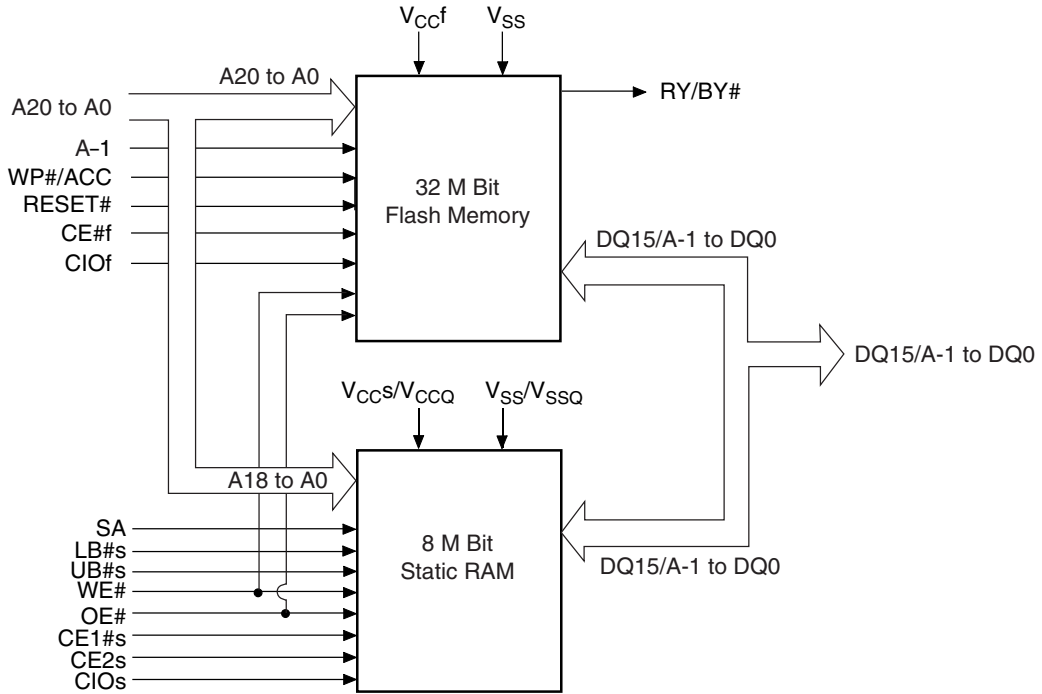 VCCf
VSS
A20 to A0
A20 to A0
RY/BY#
A–1
WP#/ACC
RESET#
CE#f
CIOf
32 M Bit
Flash Memory
DQ15/A-1 to DQ0
DQ15/A-1 to DQ0
VCCs/VCCQ
VSS/VSSQ
A18 to A0
SA
LB#s
UB#s
WE#
OE#
CE1#s
CE2s
CIOs
8 M Bit
Static RAM
DQ15/A-1 to DQ0